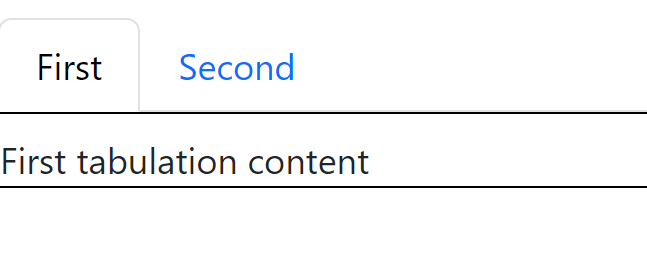 First Second
First tabulation content